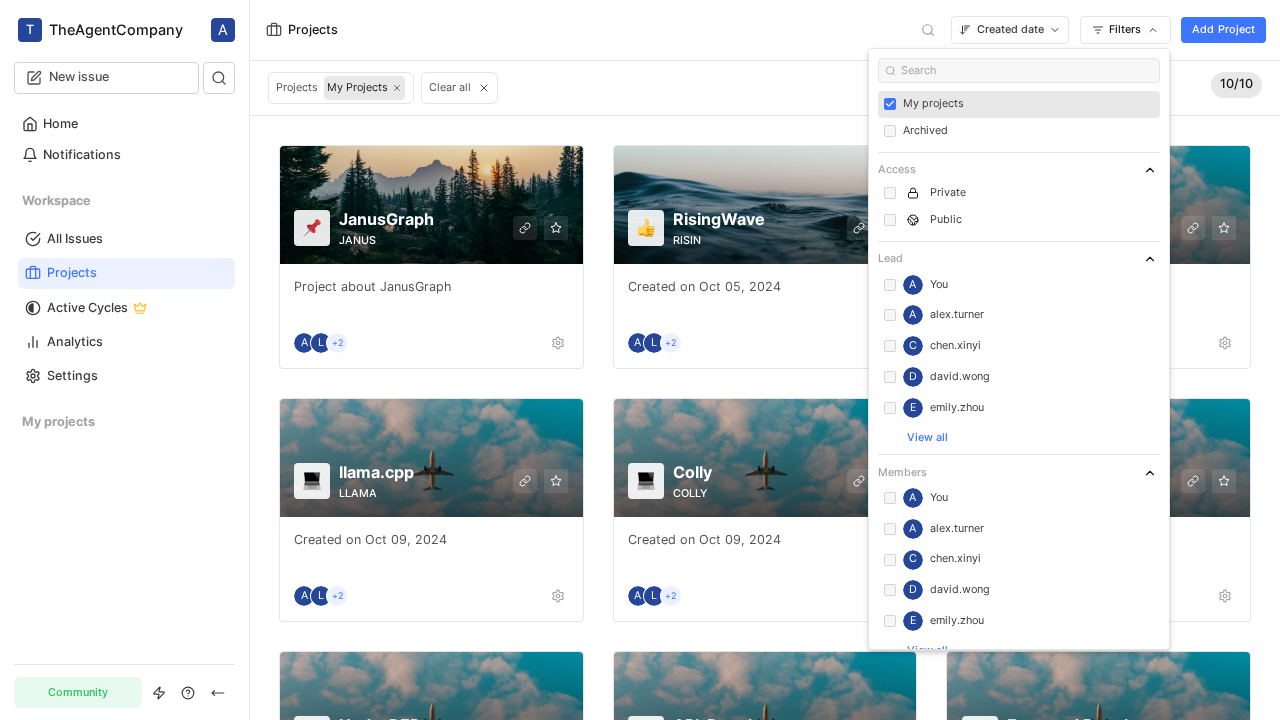 T TheAgentCompany A
New issue
Home
Notifications
Workspace
All Issues
Projects
Active Cycles
Analytics
Settings
My projects
Community
Projects
Created date
Filters
Add Project
Projects My Projects
Clear all
10/10
JanusGraph
JANUS
Project about JanusGraph
A L +2
RisingWave
RISIN
Created on Oct 05, 2024
A L +2
llama.cpp
LLAMA
Created on Oct 09, 2024
A L +2
Colly
COLLY
Created on Oct 09, 2024
A L +2
Search
My projects
Archived
Access
Private
Public
Lead
A You
A alex.turner
C chen.xinyi
D david.wong
E emily.zhou
View all
Members
A You
A alex.turner
C chen.xinyi
D david.wong
E emily.zhou
View all